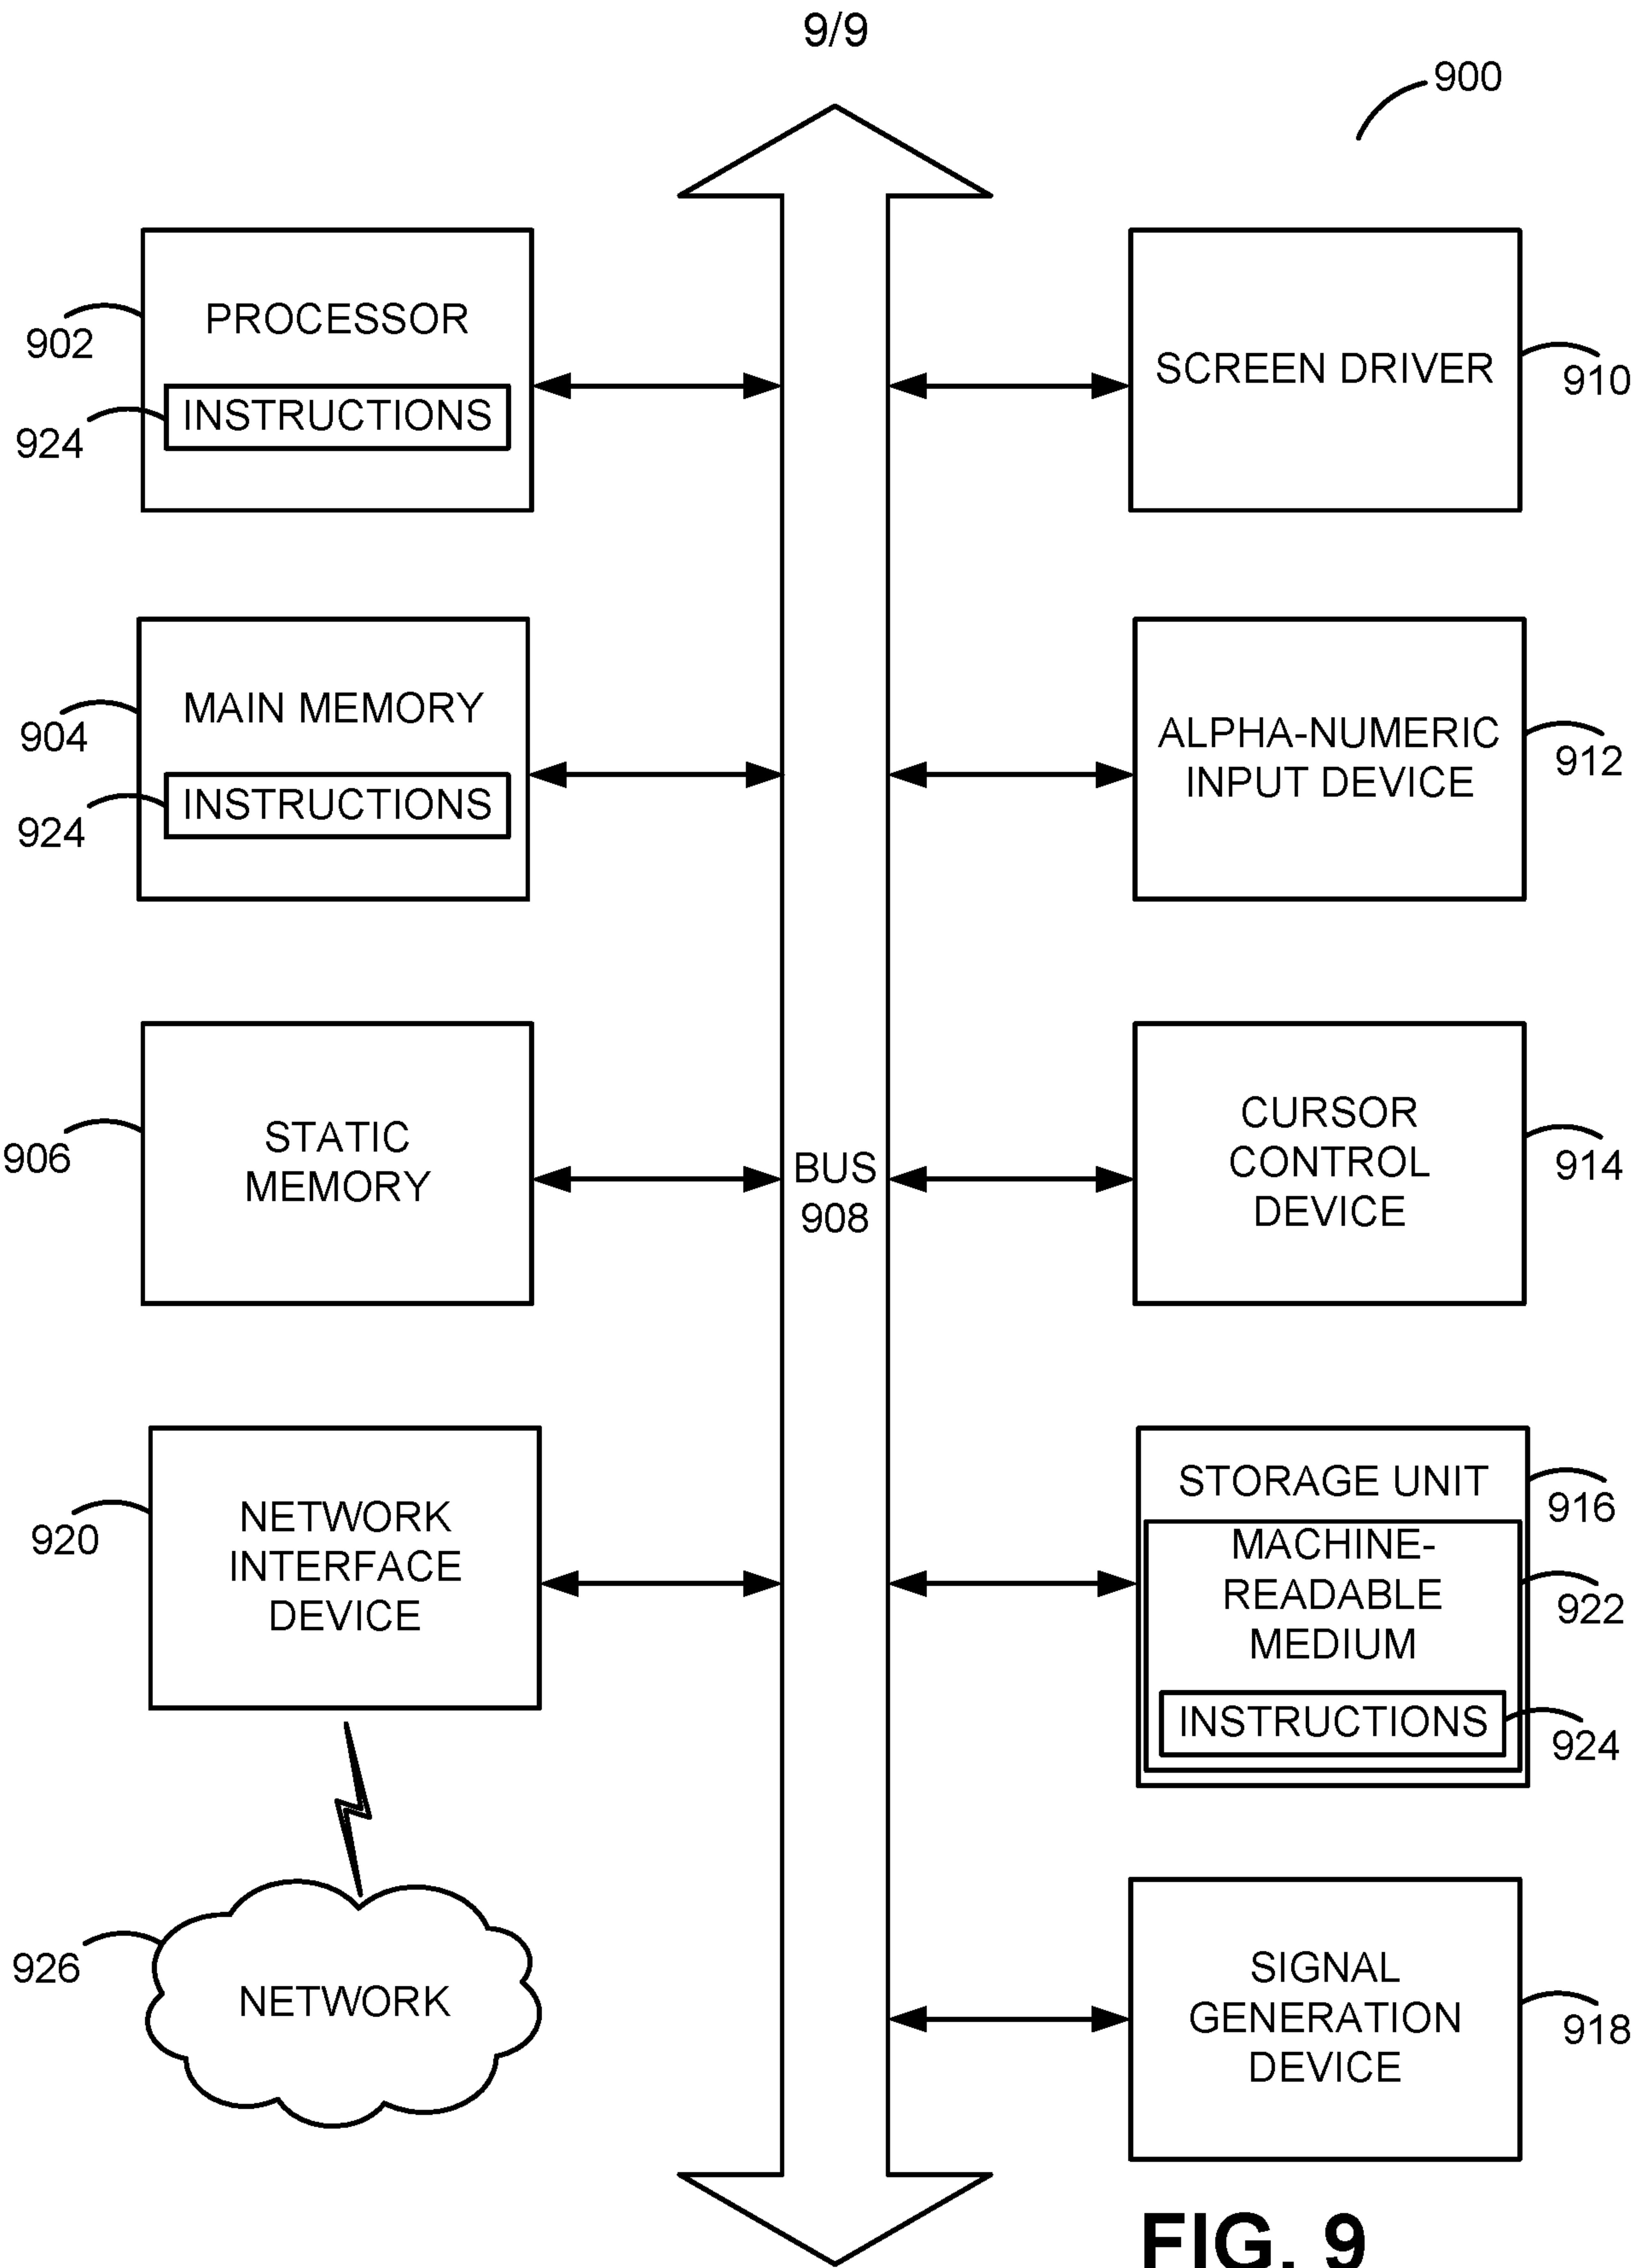 9/9
900
PROCESSOR
902
INSTRUCTIONS
924
SCREEN DRIVER
910
MAIN MEMORY
904
INSTRUCTIONS
924
ALPHA-NUMERIC
INPUT DEVICE
912
STATIC
MEMORY
906
BUS
908
CURSOR
CONTROL
DEVICE
914
NETWORK
INTERFACE
DEVICE
920
STORAGE UNIT
916
MACHINE-
READABLE
MEDIUM
922
INSTRUCTIONS
924
926
NETWORK
SIGNAL
GENERATION
DEVICE
918
FIG. 9